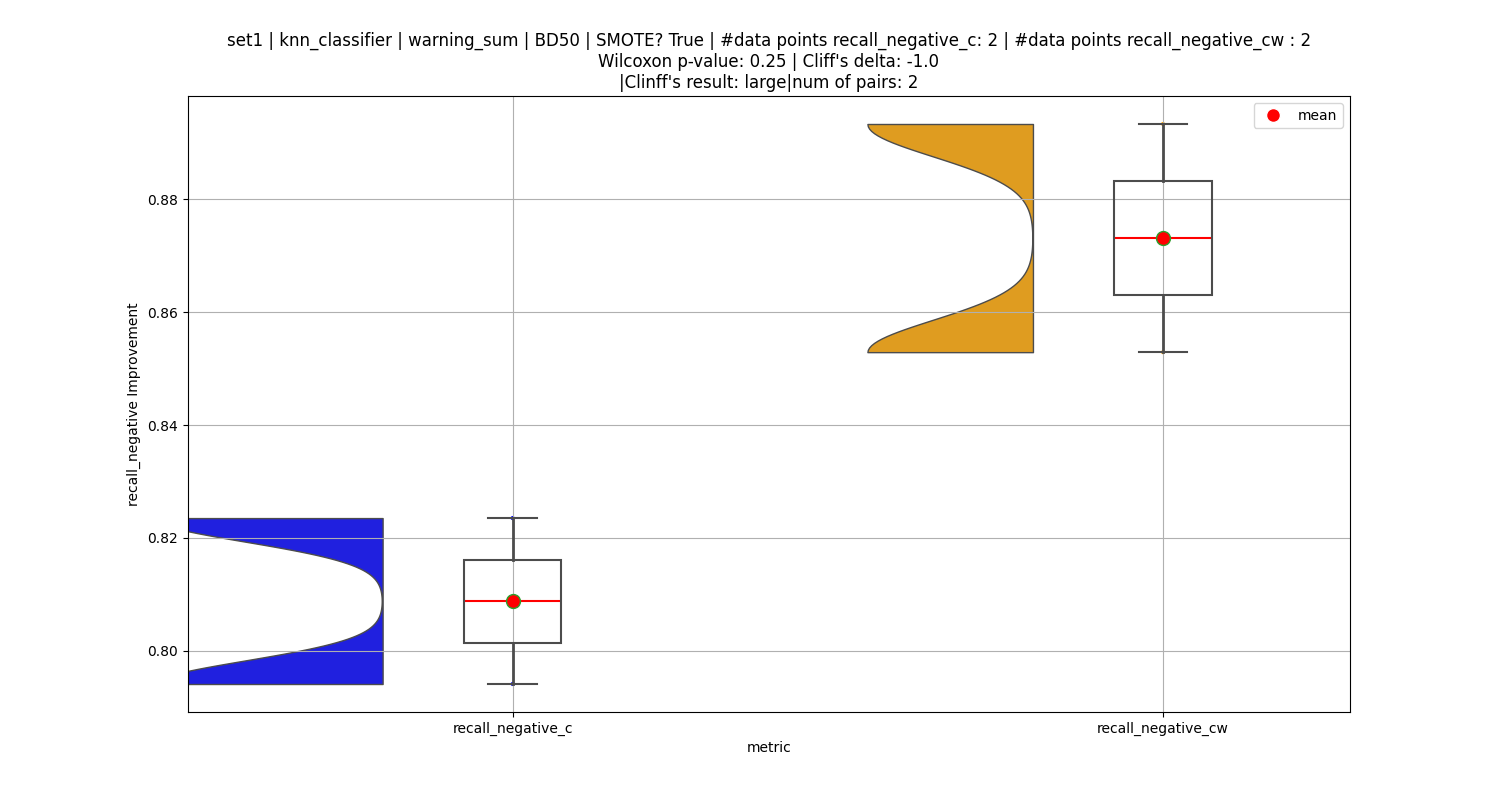 set1 | knn_classifier | warning_sum | BD50 | SMOTE? True | #data points recall_negative_c: 2 | #data points recall_negative_cw : 2
Wilcoxon p-value: 0.25 | Cliff's delta: -1.0
|Clinff's result: large|num of pairs: 2
mean
0.88
0.86
0.84
0.82
0.80
recall_negative Improvement
recall_negative_c
recall_negative_cw
metric